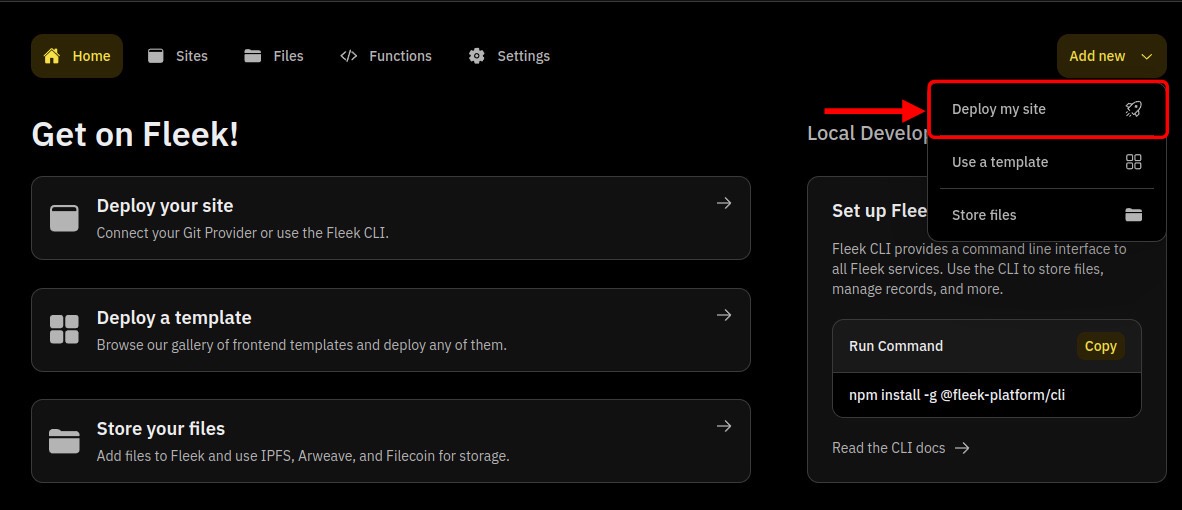 Home
Sites
Files
Functions
Settings
Add new
Deploy my site
Use a template
Store files
Get on Fleek!
Deploy your site
Connect your Git Provider or use the Fleek CLI.
Deploy a template
Browse our gallery of frontend templates and deploy any of them.
Store your files
Add files to Fleek and use IPFS, Arweave, and Filecoin for storage.
Local
Set up
Fleek CLI provides a command line interface to
all Fleek services. Use the CLI to store files,
manage records, and more.
Run Command
Copy
npm install -g @fleek-platform/cli
Read the CLI docs